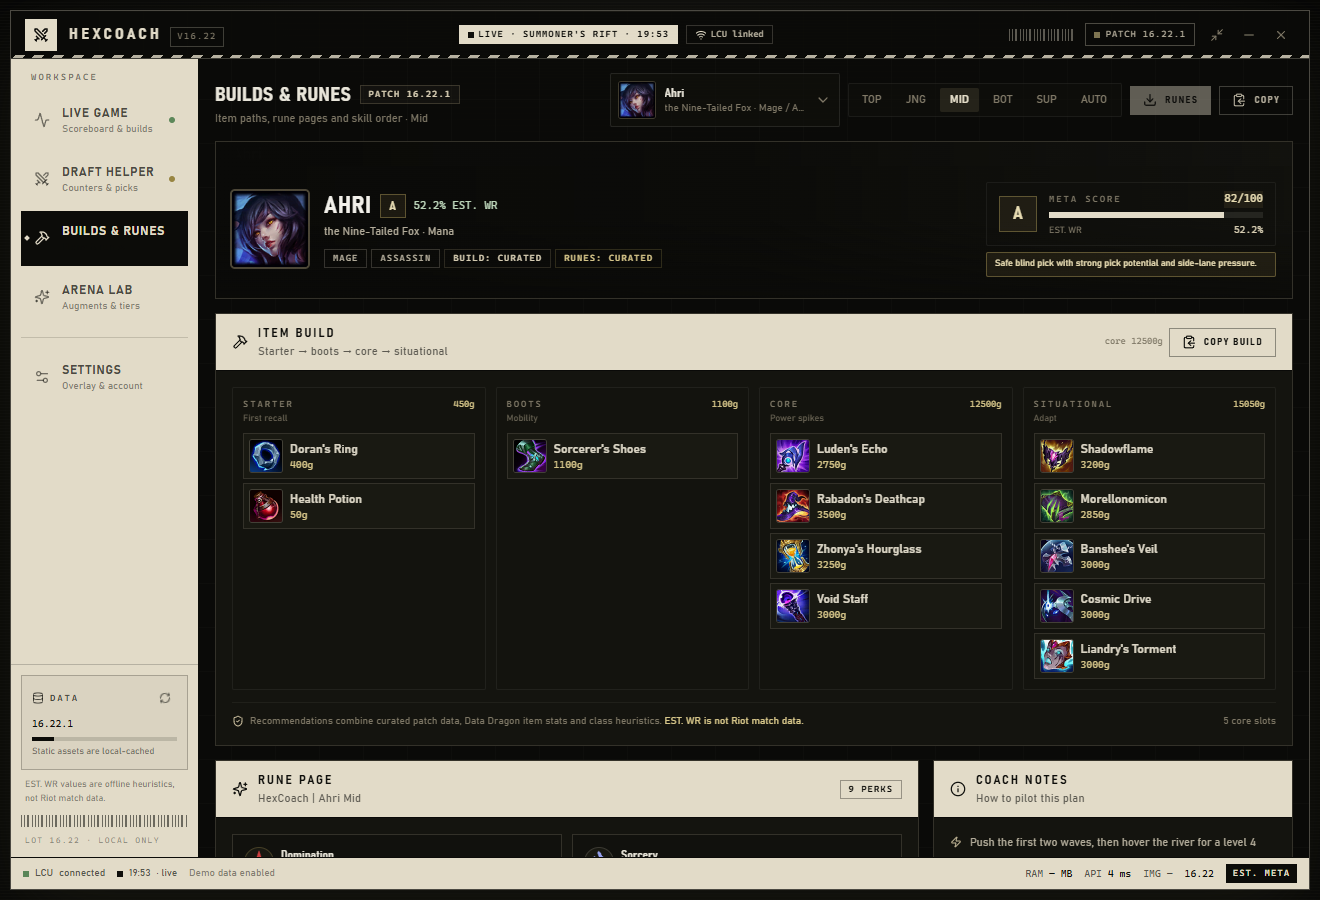 HEXCOACH V16.22
LIVE · SUMMONER'S RIFT · 19:53
LCU linked
PATCH 16.22.1
WORKSPACE
LIVE GAME
Scoreboard & builds
DRAFT HELPER
Counters & picks
BUILDS & RUNES
ARENA LAB
Augments & tiers
SETTINGS
Overlay & account
DATA
16.22.1
Static assets are local-cached
EST. WR values are offline heuristics,
not Riot match data.
LOT 16.22 · LOCAL ONLY
BUILDS & RUNES PATCH 16.22.1
Item paths, rune pages and skill order · Mid
Ahri
the Nine-Tailed Fox · Mage / A...
TOP JNG MID BOT SUP AUTO
RUNES
COPY
AHRI A 52.2% EST. WR
the Nine-Tailed Fox · Mana
MAGE ASSASSIN BUILD: CURATED RUNES: CURATED
A
META SCORE 82/100
EST. WR 52.2%
Safe blind pick with strong pick potential and side-lane pressure.
ITEM BUILD
Starter → boots → core → situational
core 12500g
COPY BUILD
STARTER 450g
First recall
Doran's Ring
400g
Health Potion
50g
BOOTS 1100g
Mobility
Sorcerer's Shoes
1100g
CORE 12500g
Power spikes
Luden's Echo
2750g
Rabadon's Deathcap
3500g
Zhonya's Hourglass
3250g
Void Staff
3000g
SITUATIONAL 15050g
Adapt
Shadowflame
3200g
Morellonomicon
2850g
Banshee's Veil
3000g
Cosmic Drive
3000g
Liandry's Torment
3000g
Recommendations combine curated patch data, Data Dragon item stats and class heuristics. EST. WR is not Riot match data.
5 core slots
RUNE PAGE
HexCoach | Ahri Mid
9 PERKS
Domination
Sorcery
COACH NOTES
How to pilot this plan
Push the first two waves, then hover the river for a level 4
LCU connected 19:53 · live Demo data enabled
RAM — MB API 4 ms IMG — 16.22 EST. META